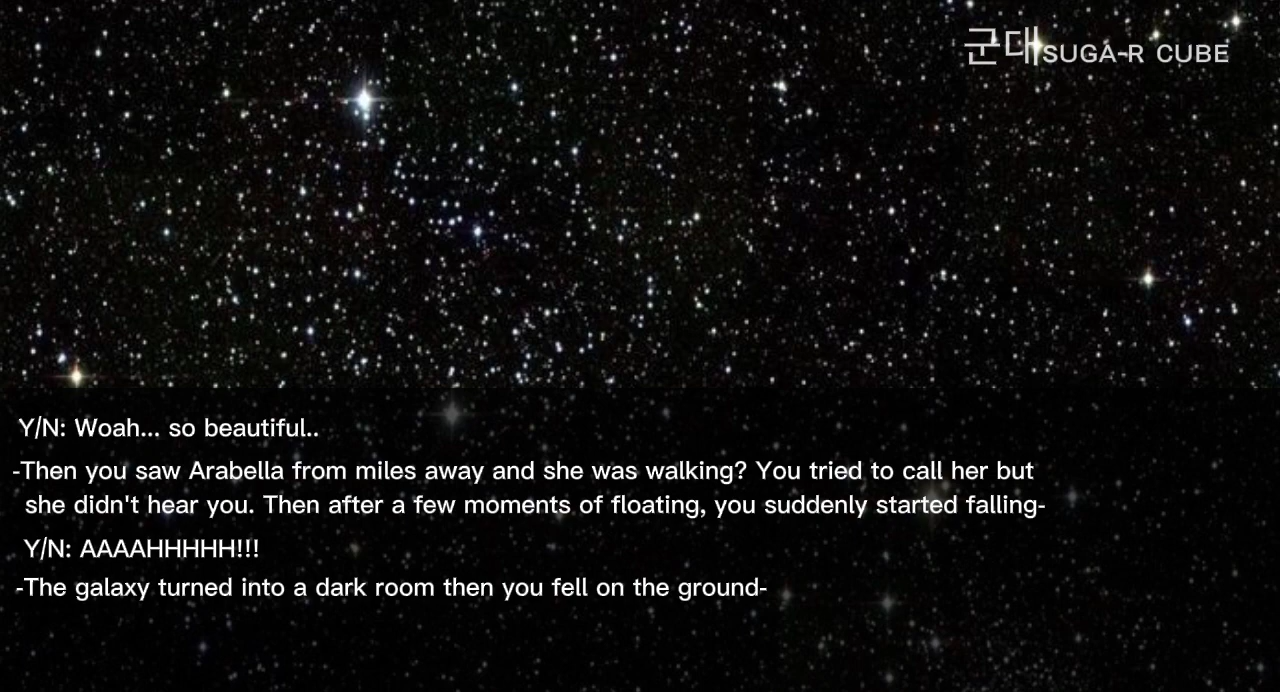 군대SUGA-R CUBE
Y/N: Woah... so beautiful..
-Then you saw Arabella from miles away and she was walking? You tried to call her but
she didn't hear you. Then after a few moments of floating, you suddenly started falling-
Y/N: AAAAHHHHH!!!
-The galaxy turned into a dark room then you fell on the ground-